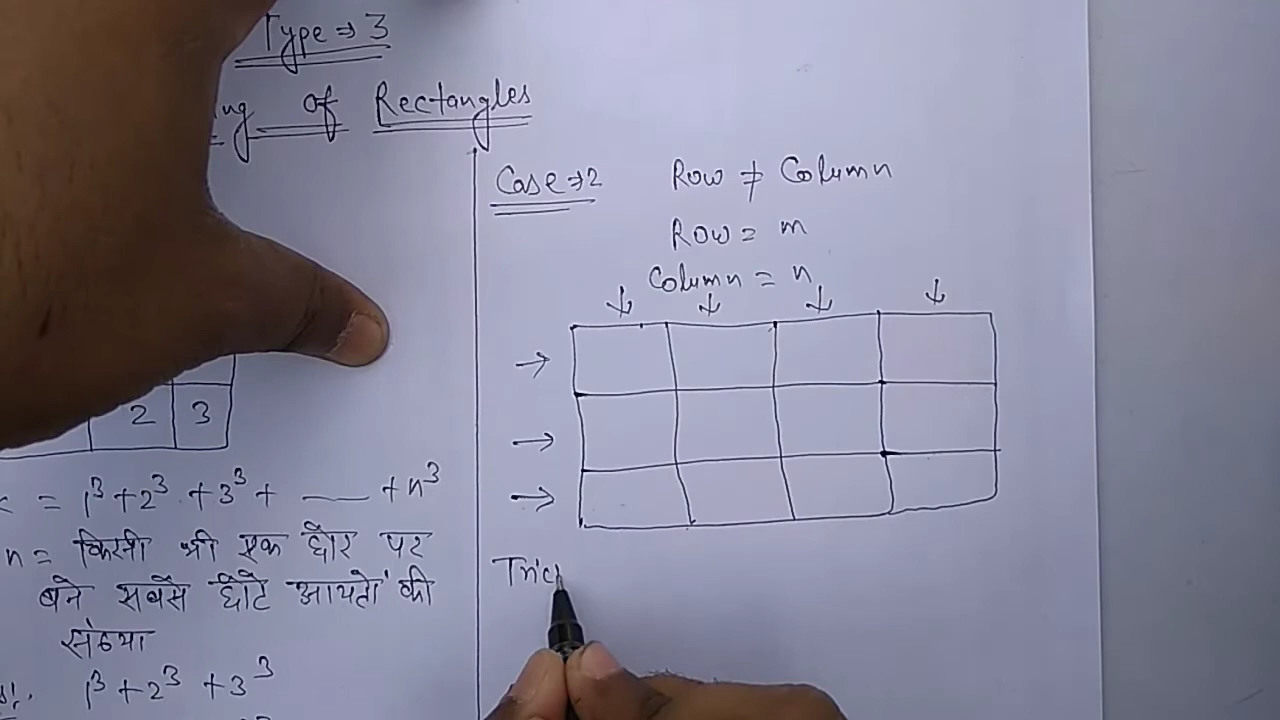 Type ⇒ 3
of Rectangles
2 3
= 1³ + 2³ + 3³ + —— + n³
n = किसी भी एक छोर पर
बने सबसे छोटे आयतों की
संख्या
1³ + 2³ + 3³
Case ⇒ 2 Row ≠ Column
Row = m
Column = n
↓ ↓ ↓ ↓
→
→
→
Tric